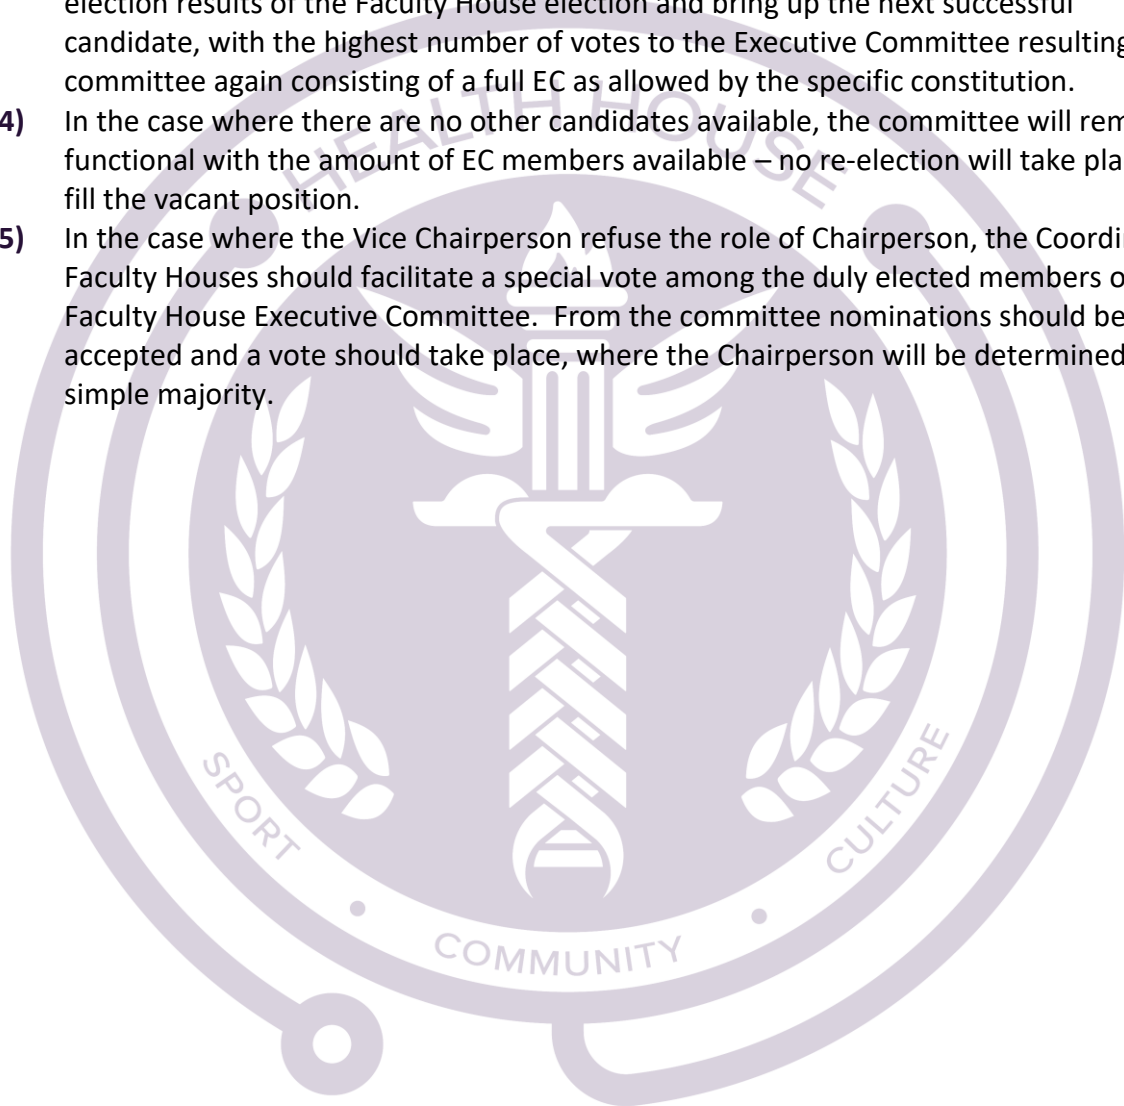 election results of the Faculty House election and bring up the next successful
candidate, with the highest number of votes to the Executive Committee resulting
committee again consisting of a full EC as allowed by the specific constitution.
4) In the case where there are no other candidates available, the committee will rem
functional with the amount of EC members available – no re-election will take pla
fill the vacant position.
5) In the case where the Vice Chairperson refuse the role of Chairperson, the Coordi
Faculty Houses should facilitate a special vote among the duly elected members o
Faculty House Executive Committee. From the committee nominations should be
accepted and a vote should take place, where the Chairperson will be determined
simple majority.
HEALTH HOUSE
SPORT • COMMUNITY • CULTURE